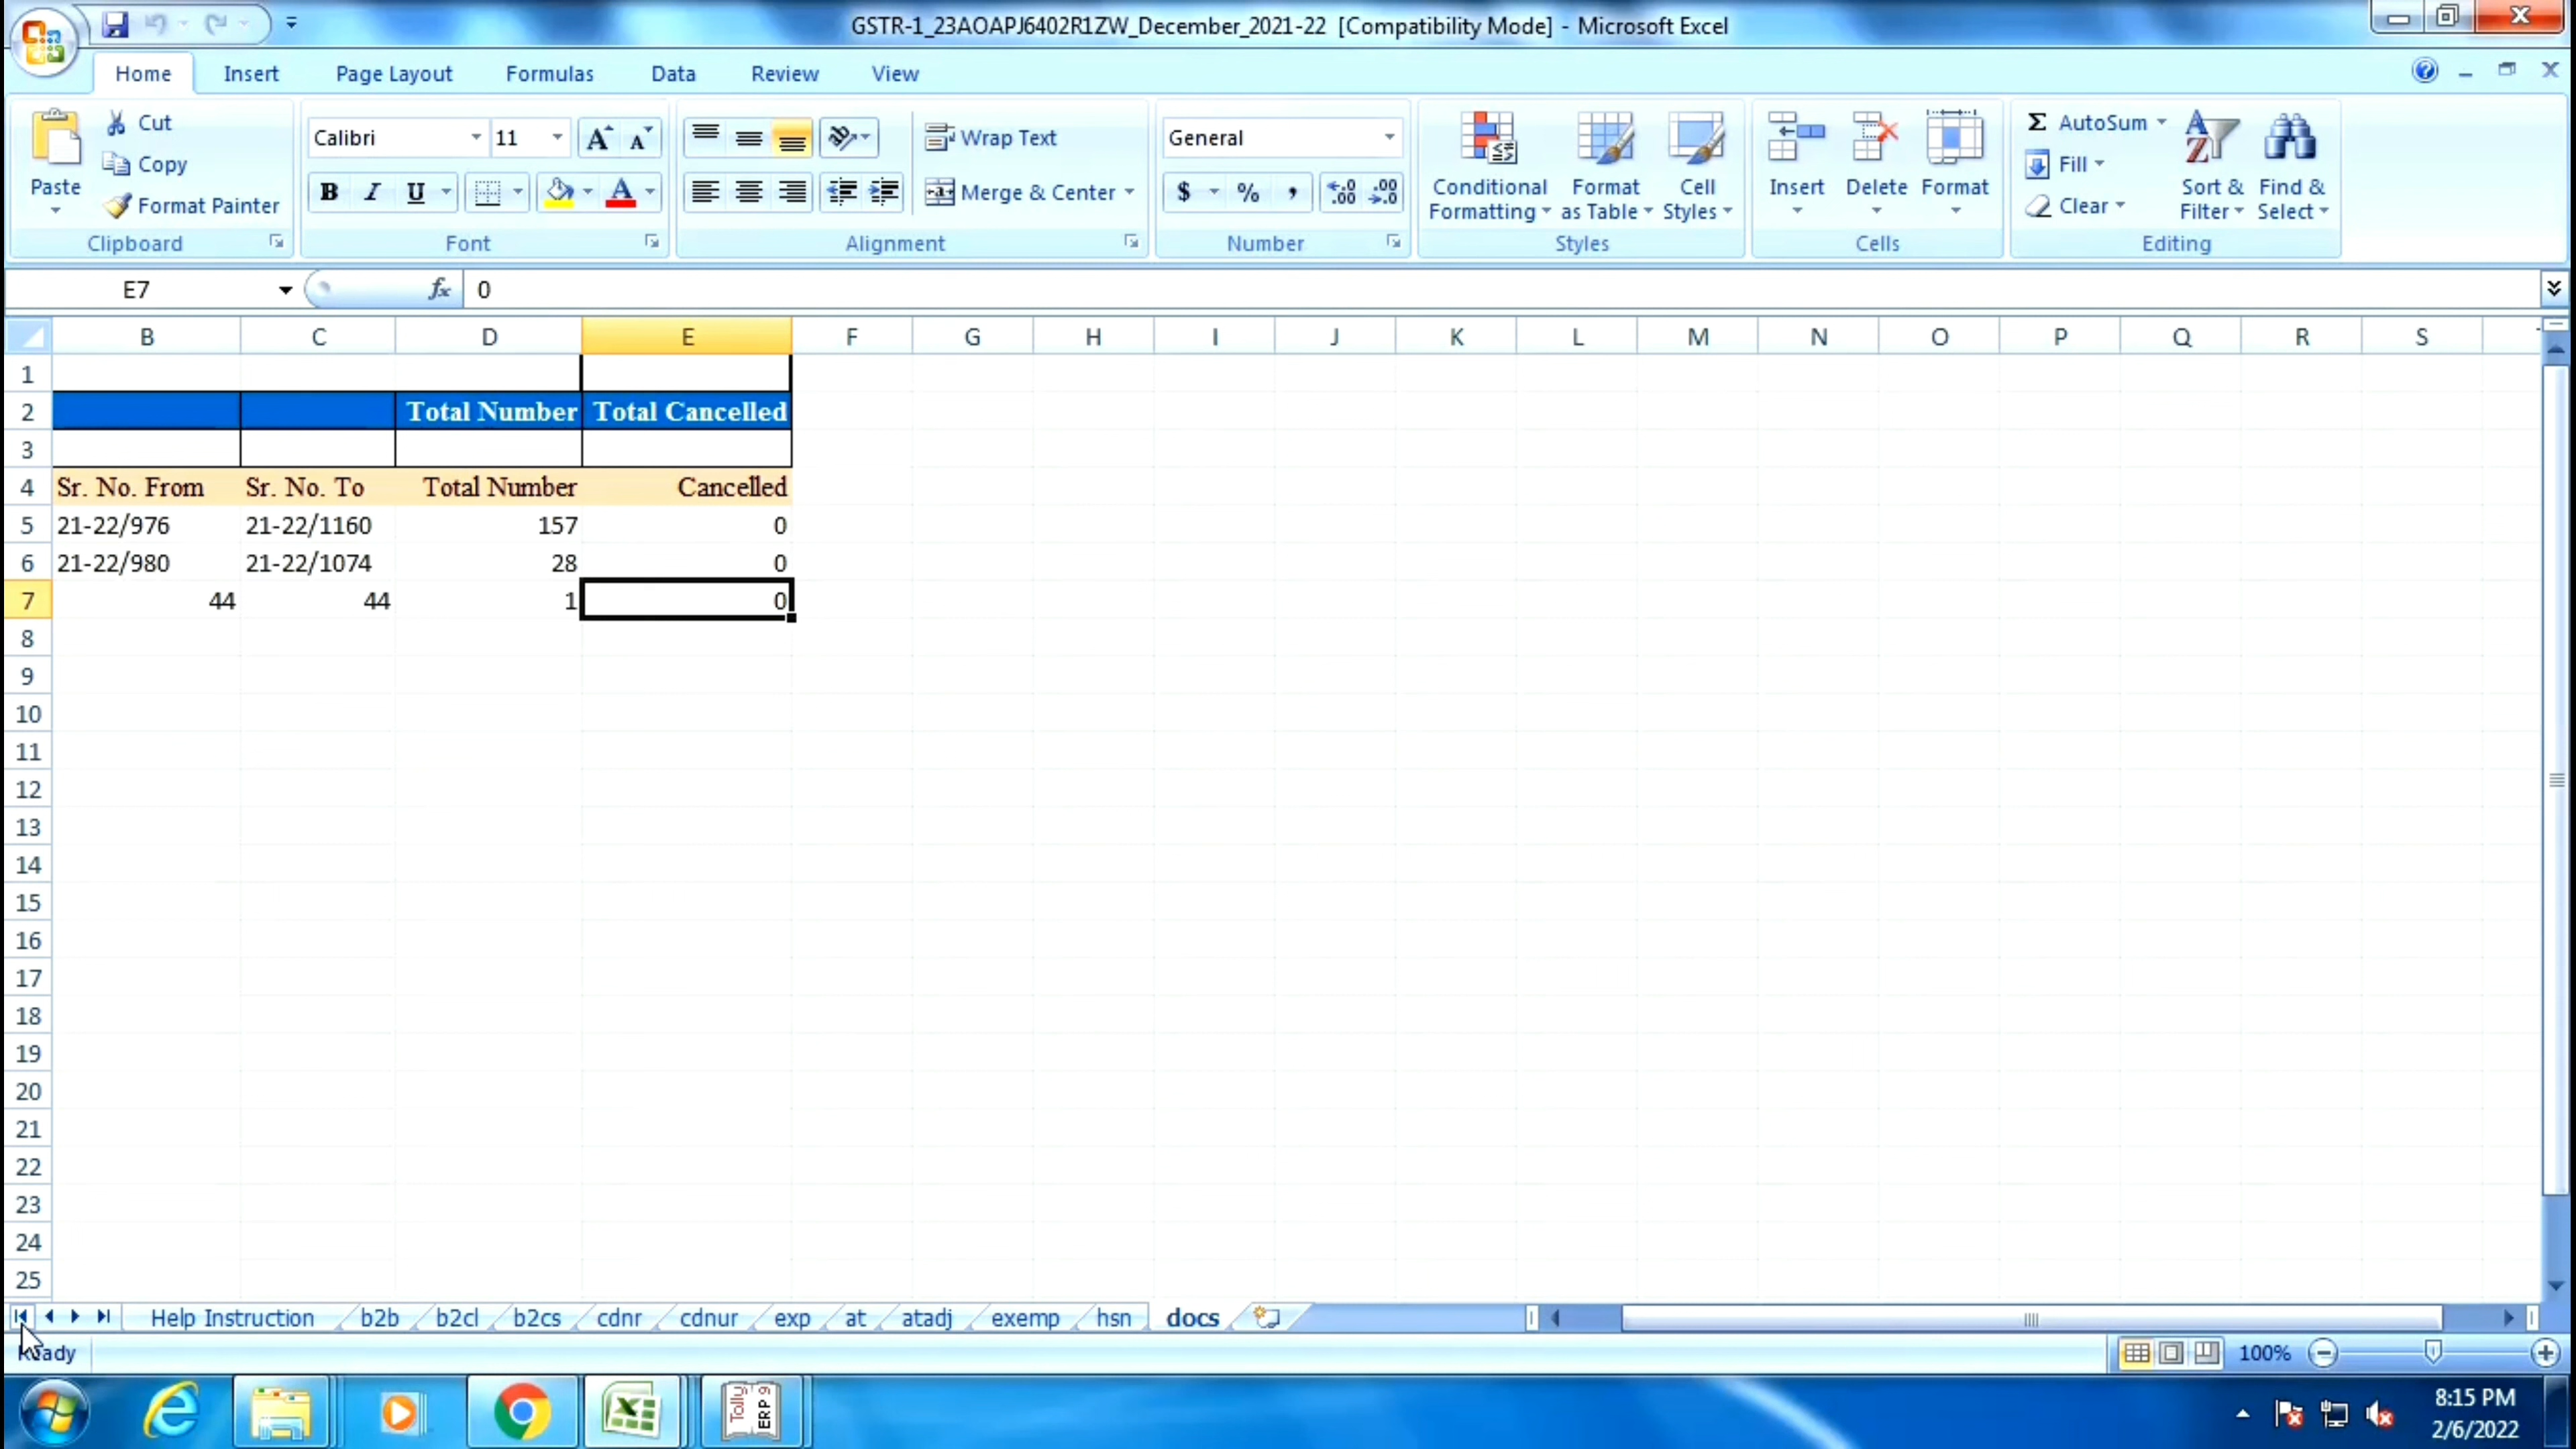 GSTR-1_23AOAPJ6402R1ZW_December_2021-22 [Compatibility Mode] - Microsoft Excel
Home Insert Page Layout Formulas Data Review View
Paste
Cut
Copy
Format Painter
Clipboard
Calibri 11
B I U A
Font
Wrap Text
Merge & Center
Alignment
General
$ % ,
Number
Conditional Formatting
Format as Table
Cell Styles
Styles
Insert Delete Format
Cells
Σ AutoSum
Fill
Clear
Sort & Filter
Find & Select
Editing
E7 fx 0
B C D E F G H I J K L M N O P Q R S
1
2 Total Number Total Cancelled
3
4 Sr. No. From Sr. No. To Total Number Cancelled
5 21-22/976 21-22/1160 157 0
6 21-22/980 21-22/1074 28 0
7 44 44 1 0
8
9
10
11
12
13
14
15
16
17
18
19
20
21
22
23
24
25
Help Instruction b2b b2cl b2cs cdnr cdnur exp at atadj exemp hsn docs
Ready 100%
Tally ERP 9
8:15 PM
2/6/2022